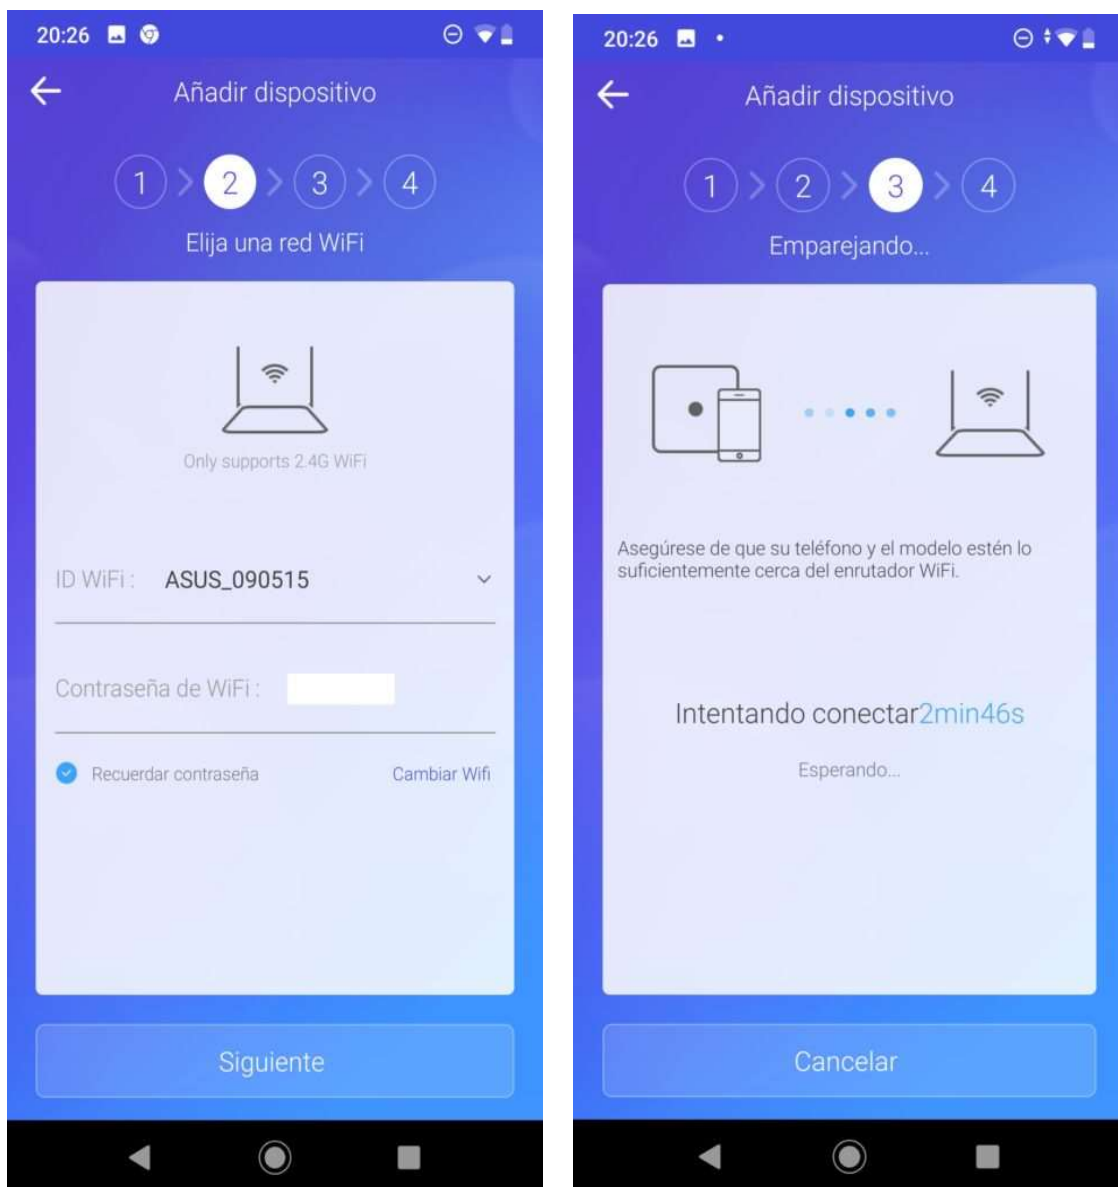 20:26
Añadir dispositivo
1 > 2 > 3 > 4
Elija una red WiFi
Only supports 2.4G WiFi
ID WiFi : ASUS_090515
Contraseña de WiFi :
Recuerdar contraseña Cambiar Wifi
Siguiente
20:26
Añadir dispositivo
1 > 2 > 3 > 4
Emparejando...
Asegúrese de que su teléfono y el modelo estén lo
suficientemente cerca del enrutador WiFi.
Intentando conectar2min46s
Esperando...
Cancelar